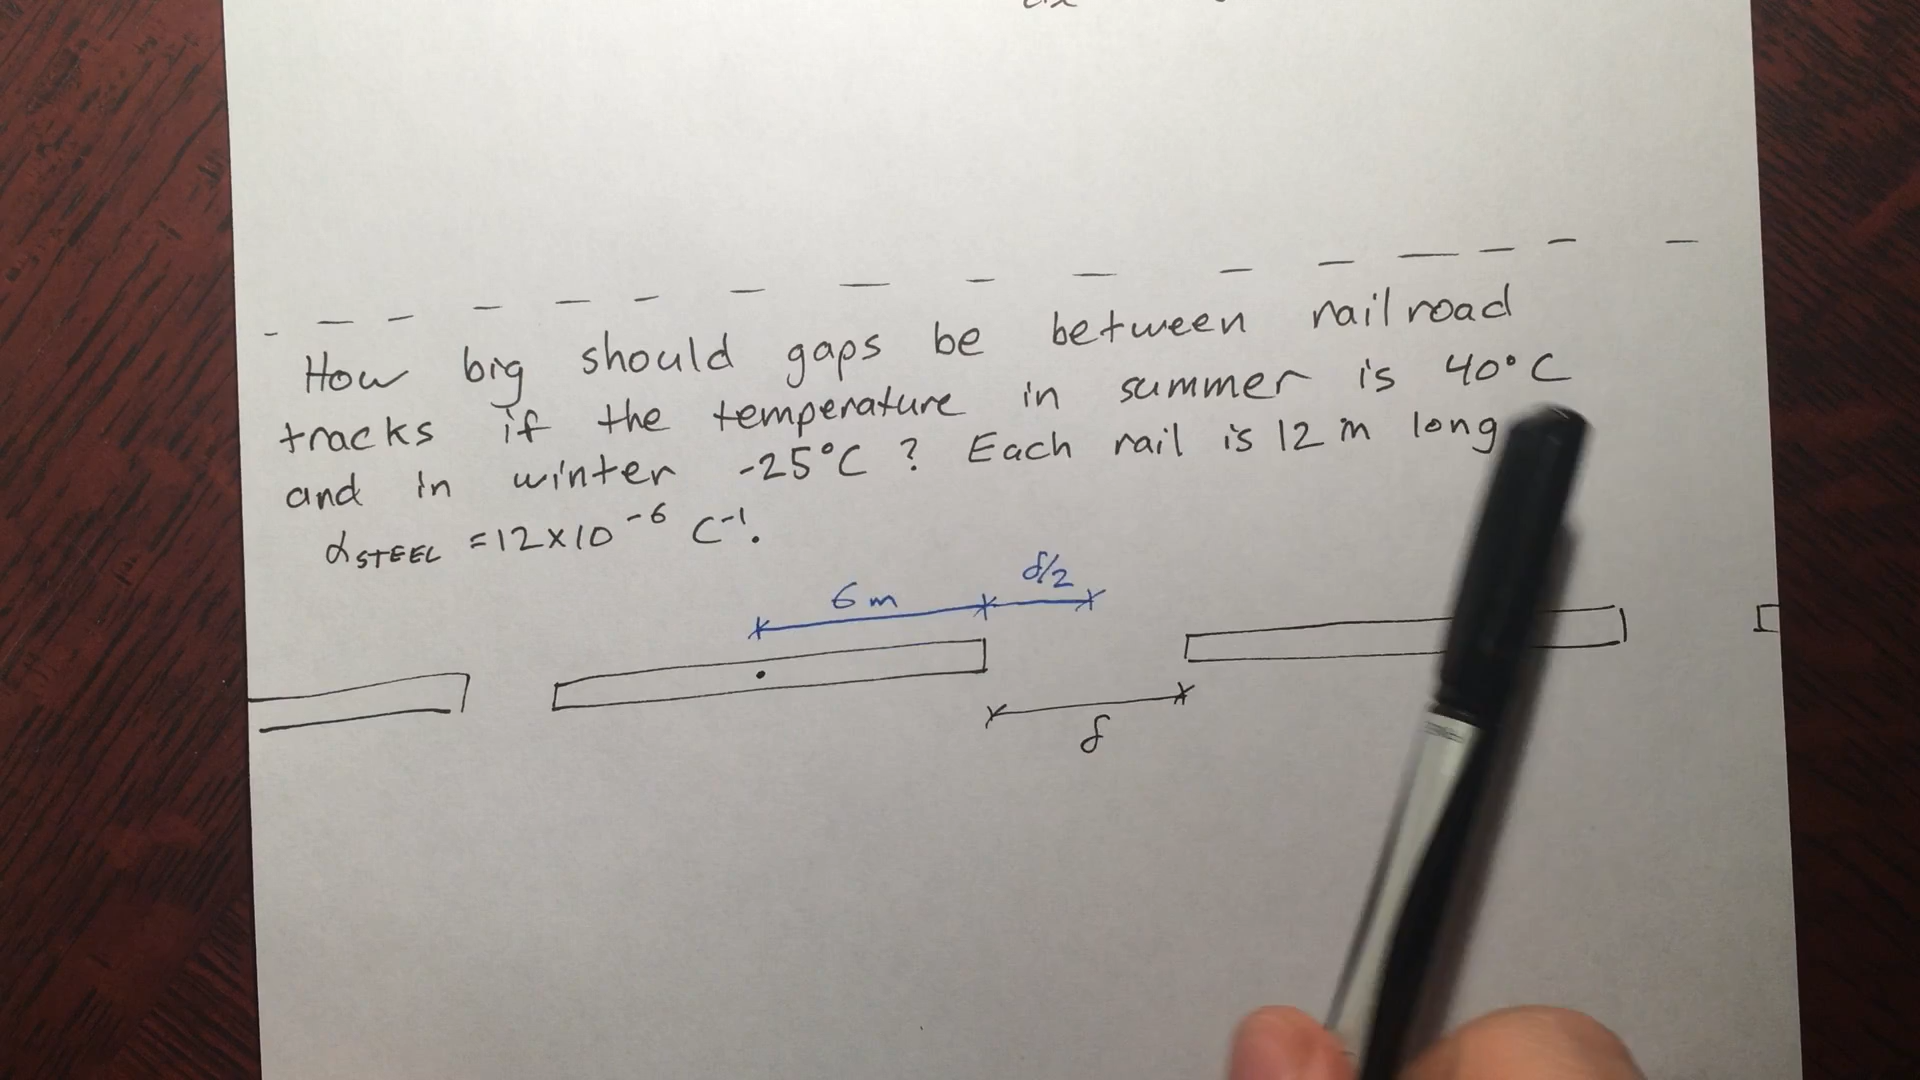 How big should gaps be between railroad
tracks if the temperature in summer is 40°C
and in winter -25°C ? Each rail is 12 m long
αSTEEL = 12×10⁻⁶ C⁻¹.
6 m
δ/2
δ